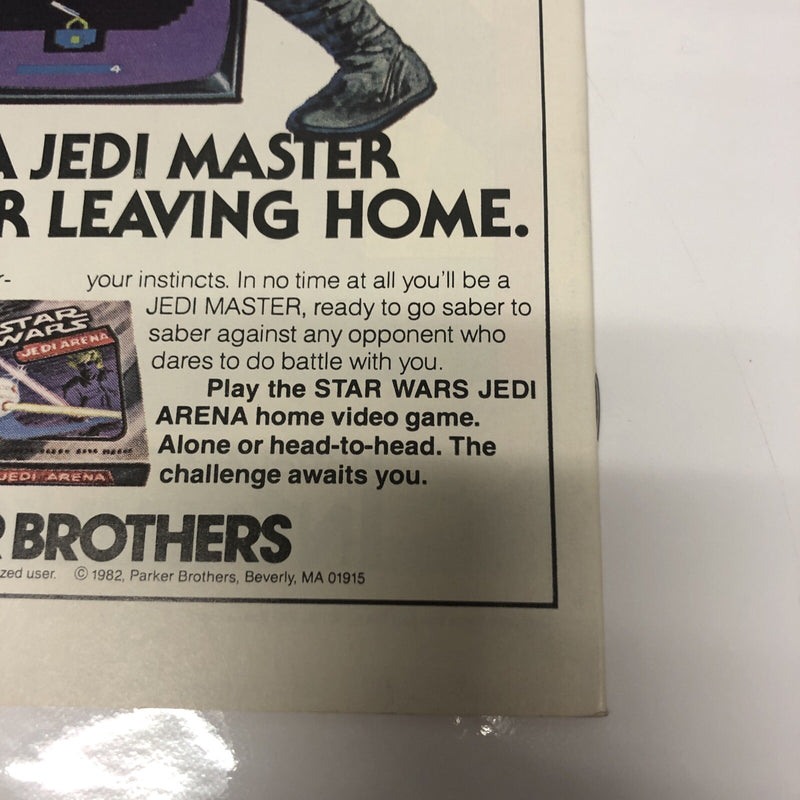 4
A JEDI MASTER
R LEAVING HOME.
r-
your instincts. In no time at all you'll be a
JEDI MASTER, ready to go saber to
saber against any opponent who
dares to do battle with you.
Play the STAR WARS JEDI
ARENA home video game.
Alone or head-to-head. The
challenge awaits you.
STAR
WARS
JEDI ARENA
JEDI ARENA
R BROTHERS
zed user. © 1982, Parker Brothers, Beverly, MA 01915